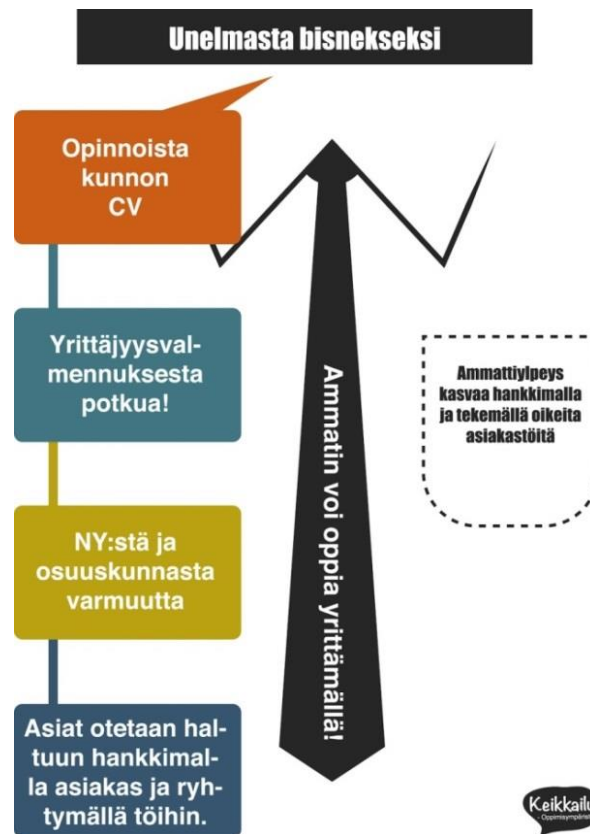 Unelmasta bisnekseksi
Opinnoista
kunnon
CV
Yrittäjyysval-
mennuksesta
potkua!
NY:stä ja
osuuskunnasta
varmuutta
Asiat otetaan hal-
tuun hankkimal-
la asiakas ja ryh-
tymällä töihin.
Ammatin voi oppia yrittämällä!
Ammattiylpeys
kasvaa hankkimalla
ja tekemällä oikeita
asiakastöitä